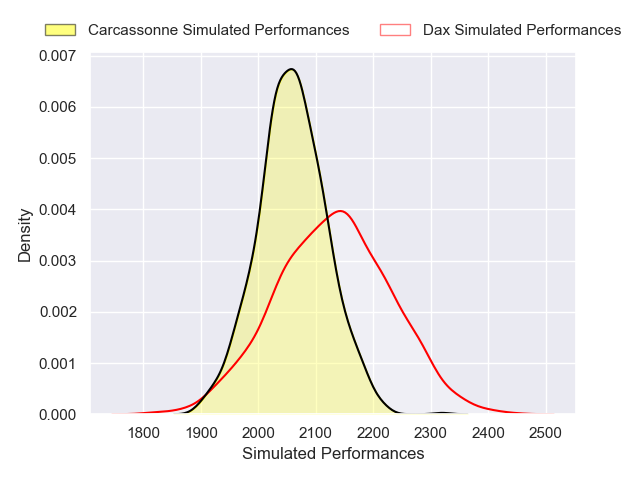 Carcassonne Simulated Performances Dax Simulated Performances
0.007
0.006
0.005
0.004
0.003
0.002
0.001
0.000
Density
1800 1900 2000 2100 2200 2300 2400 2500
Simulated Performances